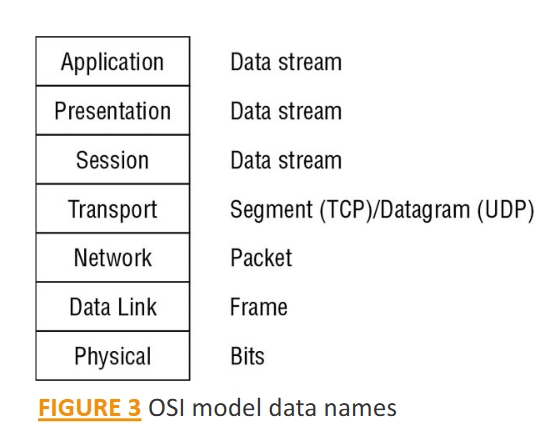 Application Data stream
Presentation Data stream
Session Data stream
Transport Segment (TCP)/Datagram (UDP)
Network Packet
Data Link Frame
Physical Bits
FIGURE 3 OSI model data names